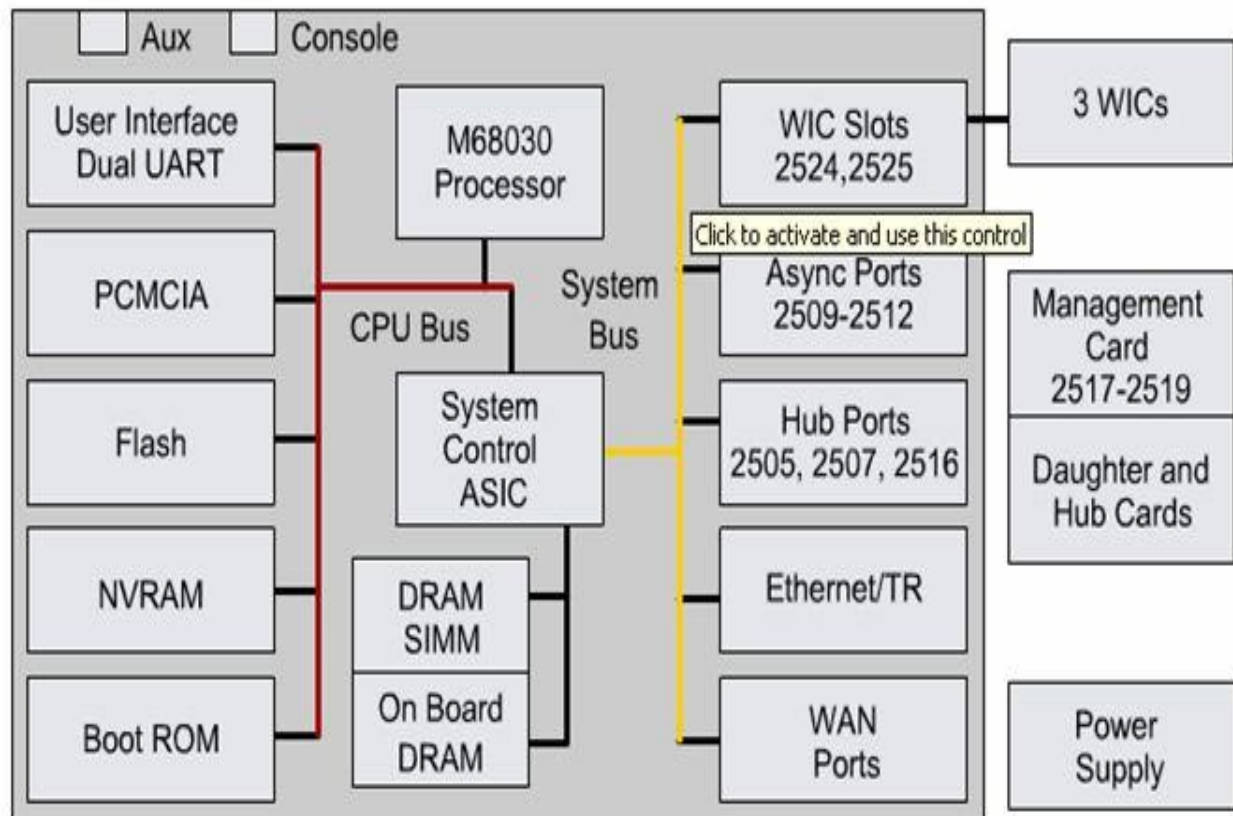 Aux
Console
User Interface
Dual UART
PCMCIA
Flash
NVRAM
Boot ROM
M68030
Processor
CPU Bus
System
Control
ASIC
DRAM
SIMM
On Board
DRAM
System
Bus
WIC Slots
2524,2525
Click to activate and use this control
Async Ports
2509-2512
Hub Ports
2505, 2507, 2516
Ethernet/TR
WAN
Ports
3 WICs
Management
Card
2517-2519
Daughter and
Hub Cards
Power
Supply